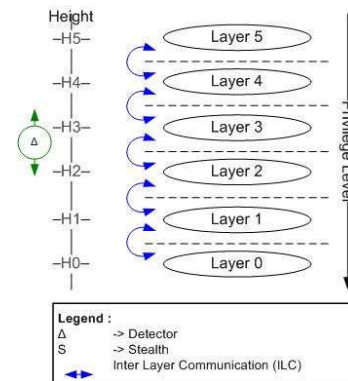 Height
H5
Layer 5
H4
Layer 4
H3
Layer 3
Δ
H2
Layer 2
H1
Layer 1
H0
Layer 0
Privilege Level
Legend :
Δ -> Detector
S -> Stealth
Inter Layer Communication (ILC)